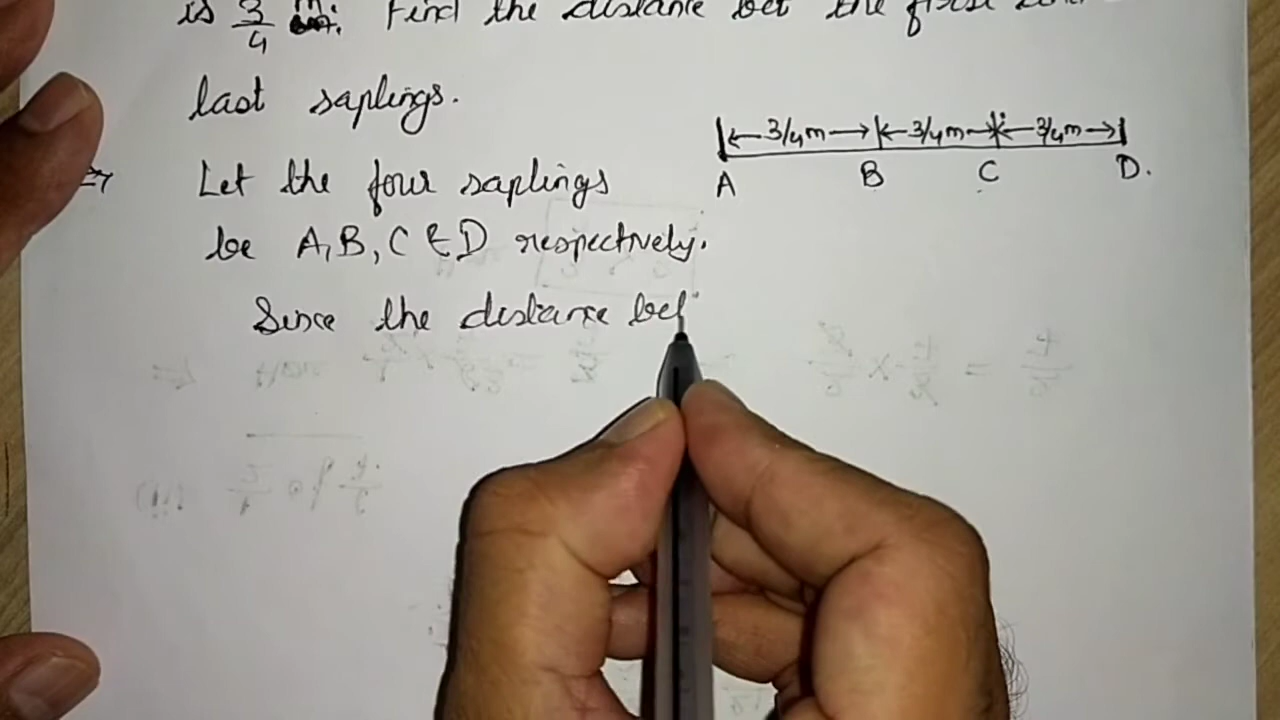 is 3/4 m. Find the distance bet the first
last saplings.
|←3/4m→|←3/4m→|←3/4m→|
A B C D.
⇒ Let the four saplings
be A, B, C & D respectively.
Since the distance bet